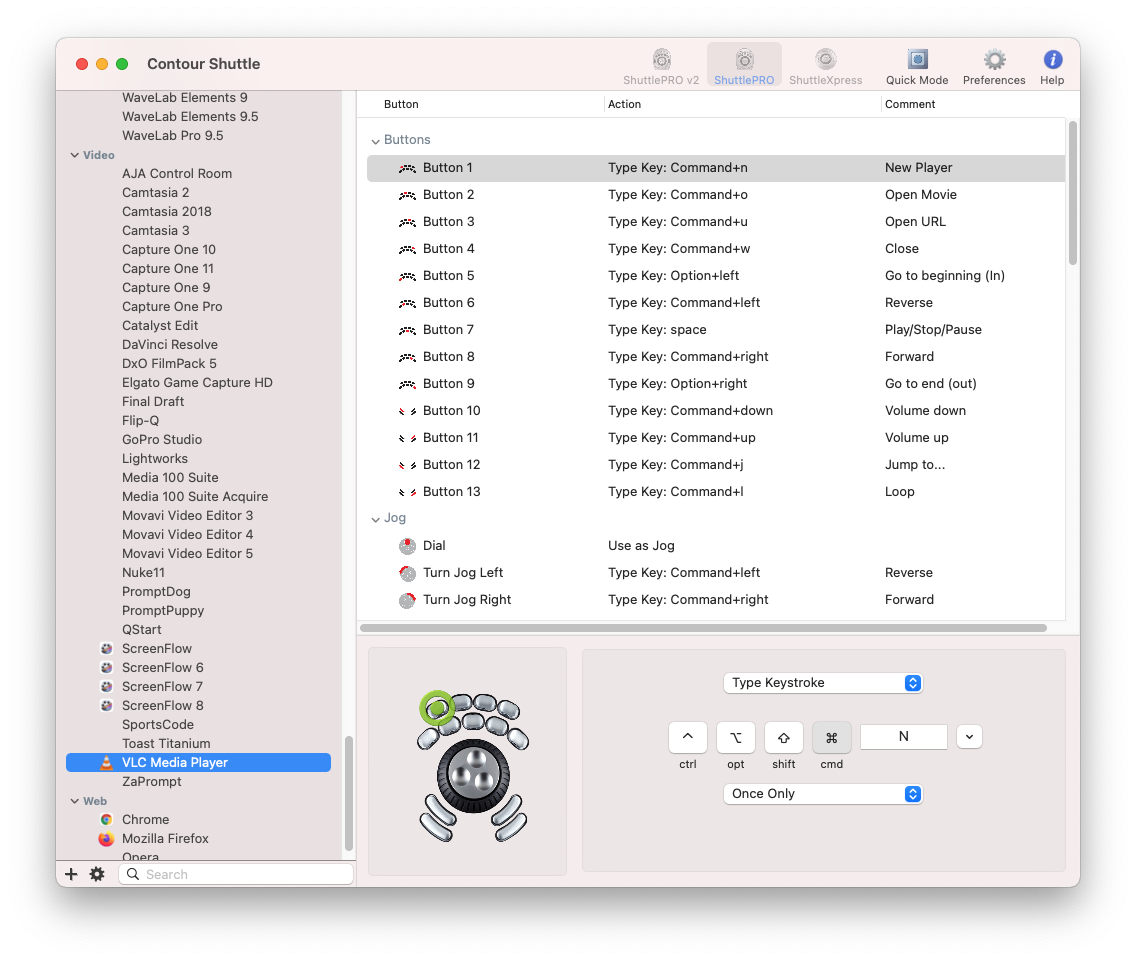 Contour Shuttle
ShuttlePRO v2
ShuttlePRO
ShuttleXpress
Quick Mode
Preferences
Help
WaveLab Elements 9
WaveLab Elements 9.5
WaveLab Pro 9.5
Video
AJA Control Room
Camtasia 2
Camtasia 2018
Camtasia 3
Capture One 10
Capture One 11
Capture One 9
Capture One Pro
Catalyst Edit
DaVinci Resolve
DxO FilmPack 5
Elgato Game Capture HD
Final Draft
Flip-Q
GoPro Studio
Lightworks
Media 100 Suite
Media 100 Suite Acquire
Movavi Video Editor 3
Movavi Video Editor 4
Movavi Video Editor 5
Nuke11
PromptDog
PromptPuppy
QStart
ScreenFlow
ScreenFlow 6
ScreenFlow 7
ScreenFlow 8
SportsCode
Toast Titanium
VLC Media Player
ZaPrompt
Web
Chrome
Mozilla Firefox
Opera
Search
Button Action Comment
Buttons
Button 1 Type Key: Command+n New Player
Button 2 Type Key: Command+o Open Movie
Button 3 Type Key: Command+u Open URL
Button 4 Type Key: Command+w Close
Button 5 Type Key: Option+left Go to beginning (In)
Button 6 Type Key: Command+left Reverse
Button 7 Type Key: space Play/Stop/Pause
Button 8 Type Key: Command+right Forward
Button 9 Type Key: Option+right Go to end (out)
Button 10 Type Key: Command+down Volume down
Button 11 Type Key: Command+up Volume up
Button 12 Type Key: Command+j Jump to...
Button 13 Type Key: Command+l Loop
Jog
Dial Use as Jog
Turn Jog Left Type Key: Command+left Reverse
Turn Jog Right Type Key: Command+right Forward
Type Keystroke
^ ⌥ ⇧ ⌘ N
ctrl opt shift cmd
Once Only